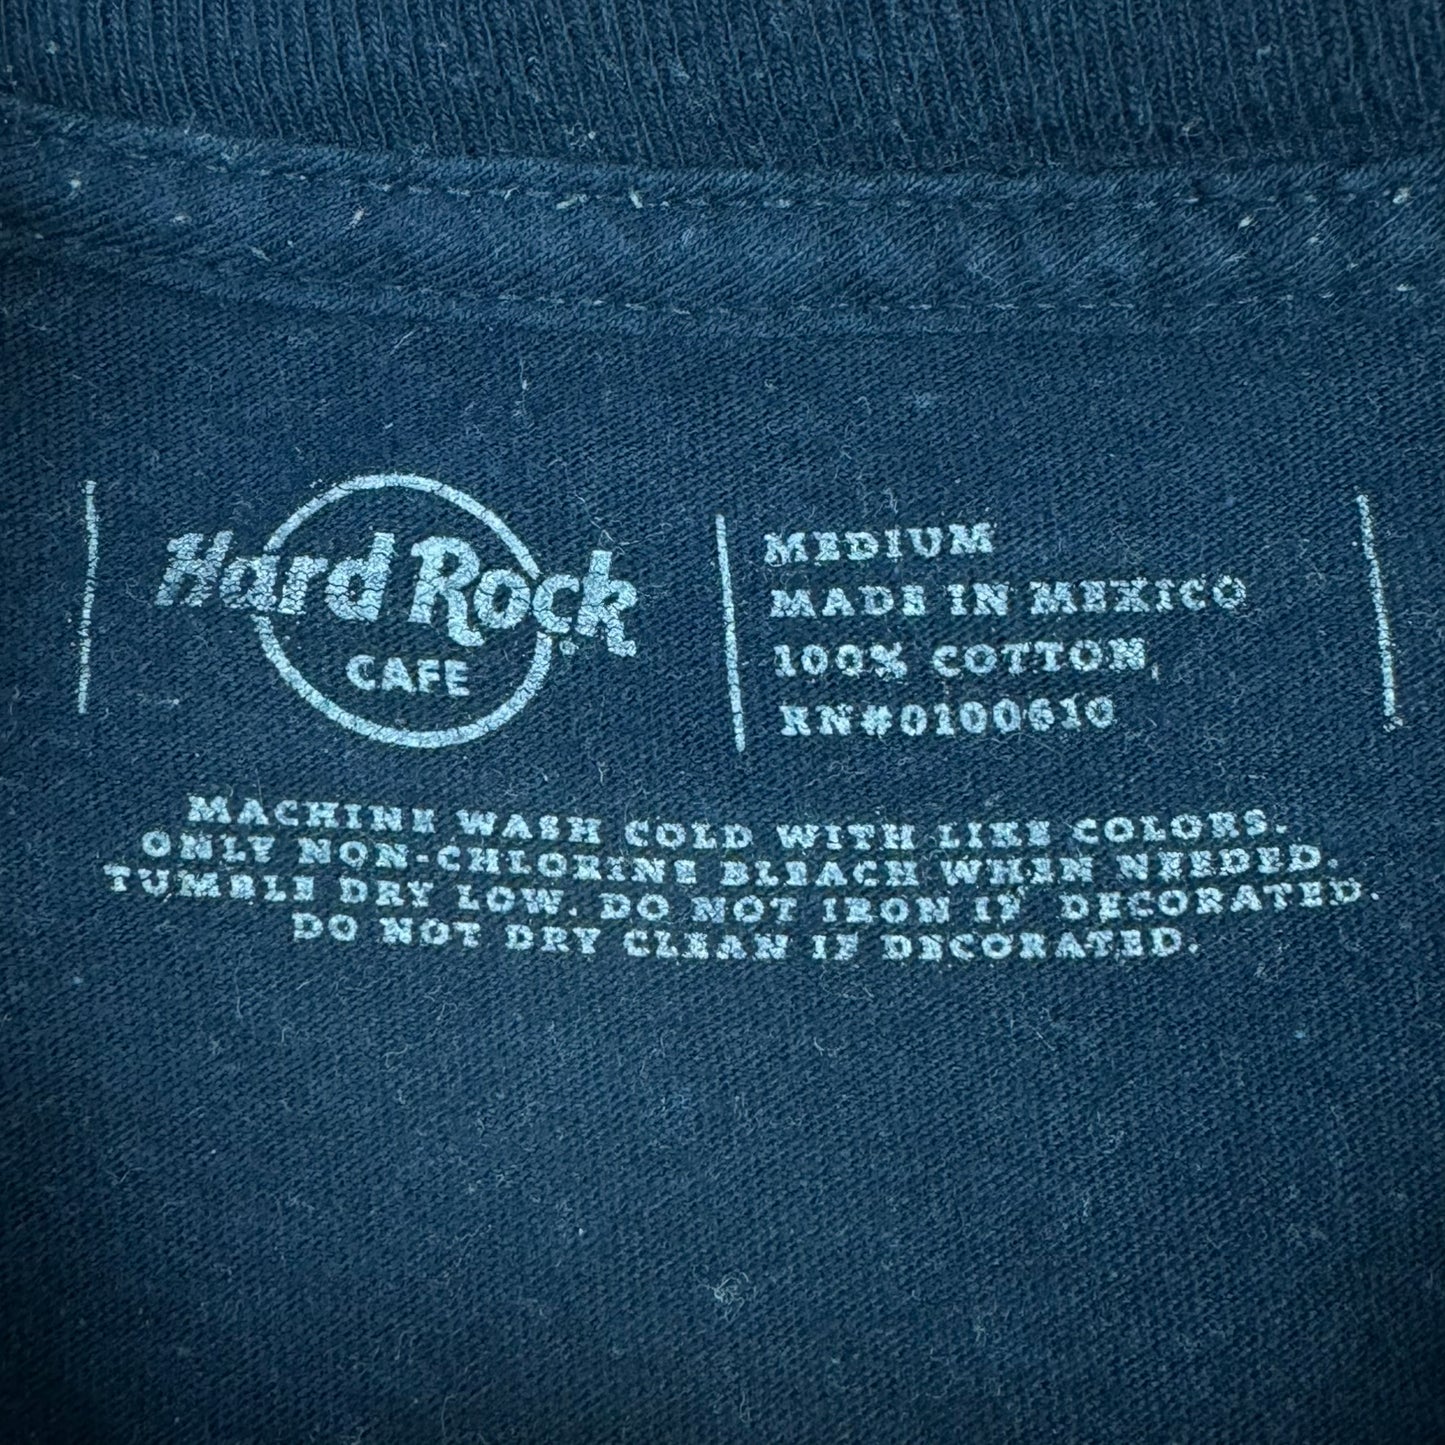 Hard Rock
CAFE
MEDIUM
MADE IN MEXICO
100% COTTON,
RN#0100610
MACHINE WASH COLD WITH LIKE COLORS.
ONLY NON-CHLORINE BLEACH WHEN NEEDED.
TUMBLE DRY LOW. DO NOT IRON IF DECORATED.
DO NOT DRY CLEAN IF DECORATED.